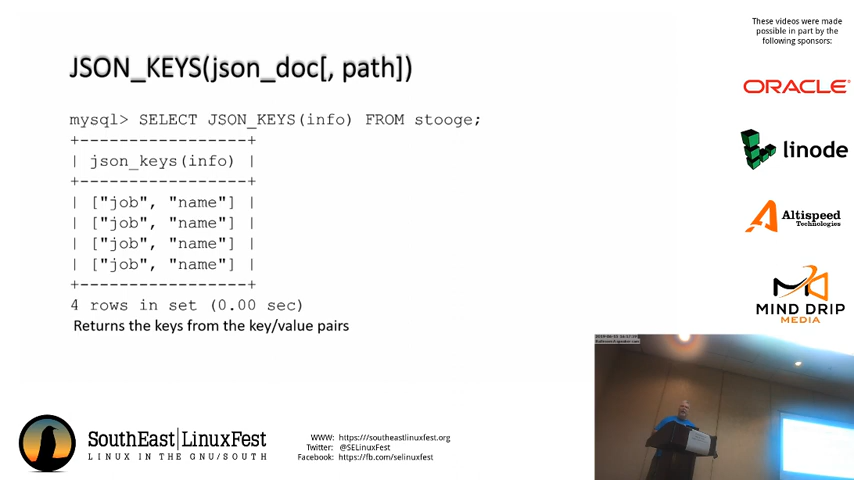 JSON_KEYS(json_doc[, path])
mysql> SELECT JSON_KEYS(info) FROM stooge;
+-----------------+
| json_keys(info) |
+-----------------+
| ["job", "name"] |
| ["job", "name"] |
| ["job", "name"] |
| ["job", "name"] |
+-----------------+
4 rows in set (0.00 sec)
Returns the keys from the key/value pairs
These videos were made
possible in part by the
following sponsors:
ORACLE
linode
Altispeed
Technologies
MIND DRIP
MEDIA
SouthEast|LinuxFest
LINUX IN THE GNU/SOUTH
WWW: https:///southeastlinuxfest.org
Twitter: @SELinuxFest
Facebook: https://fb.com/selinuxfest